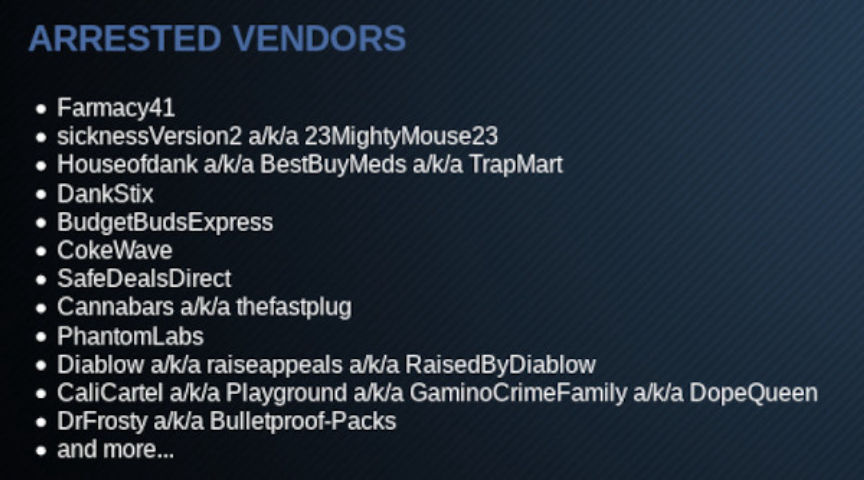 ARRESTED VENDORS
• Farmacy41
• sicknessVersion2 a/k/a 23MightyMouse23
• Houseofdank a/k/a BestBuyMeds a/k/a TrapMart
• DankStix
• BudgetBudsExpress
• CokeWave
• SafeDealsDirect
• Cannabars a/k/a thefastplug
• PhantomLabs
• Diablow a/k/a raiseappeals a/k/a RaisedByDiablow
• CaliCartel a/k/a Playground a/k/a GaminoCrimeFamily a/k/a DopeQueen
• DrFrosty a/k/a Bulletproof-Packs
• and more...